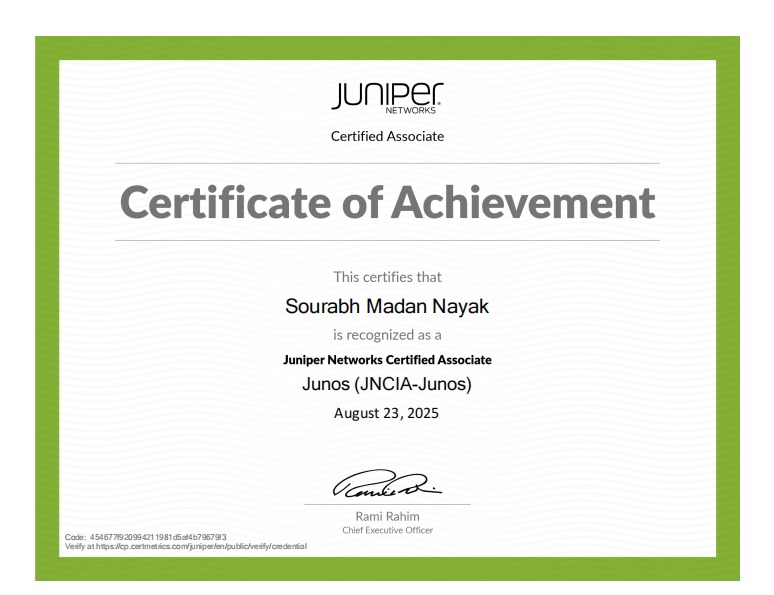 JUNIPEr
NETWORKS
Certified Associate
Certificate of Achievement
This certifies that
Sourabh Madan Nayak
is recognized as a
Juniper Networks Certified Associate
Junos (JNCIA-Junos)
August 23, 2025
Rami Rahim
Chief Executive Officer
Code: 454677f920994211981d5af4b79679f3
Verify at https://cp.certmetrics.com/juniper/en/public/verify/credential